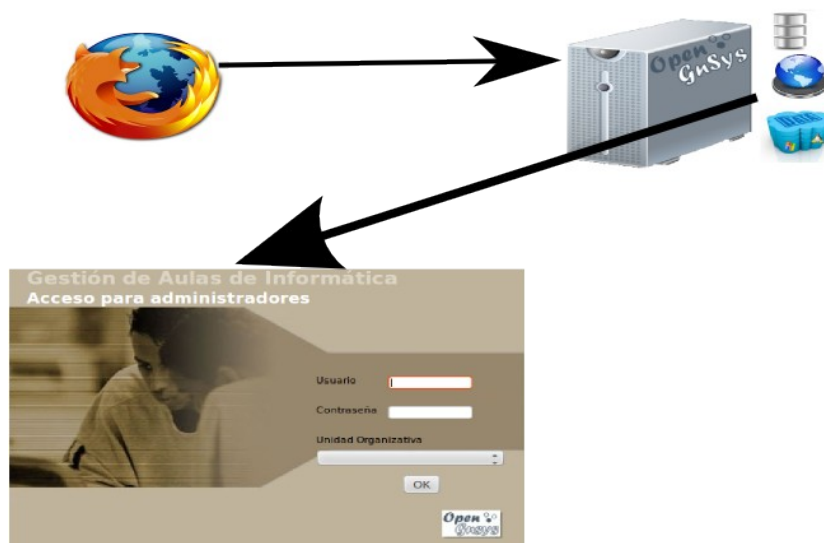 Open
GnSys
Gestión de Aulas de Informática
Acceso para administradores
Usuario
Contraseña
Unidad Organizativa
OK
Open
Gnsys